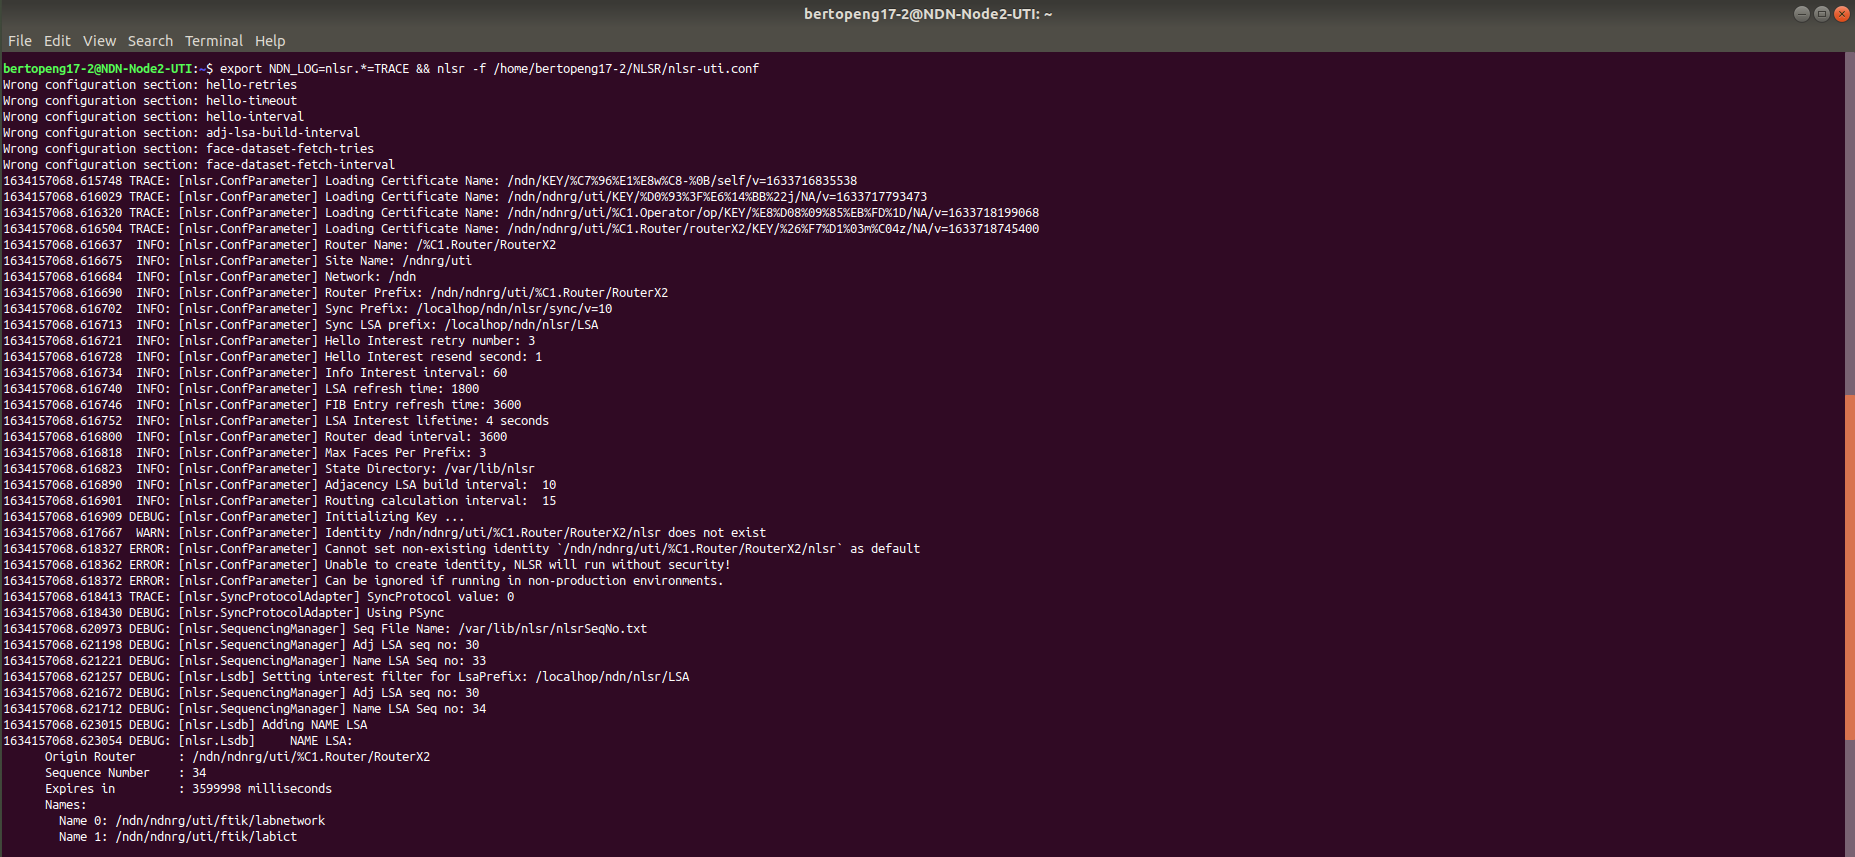 bertopeng17-2@NDN-Node2-UTI: ~
File Edit View Search Terminal Help
bertopeng17-2@NDN-Node2-UTI:~$ export NDN_LOG=nlsr.*=TRACE && nlsr -f /home/bertopeng17-2/NLSR/nlsr-uti.conf
Wrong configuration section: hello-retries
Wrong configuration section: hello-timeout
Wrong configuration section: hello-interval
Wrong configuration section: adj-lsa-build-interval
Wrong configuration section: face-dataset-fetch-tries
Wrong configuration section: face-dataset-fetch-interval
1634157068.615748 TRACE: [nlsr.ConfParameter] Loading Certificate Name: /ndn/KEY/%C7%96%E1%E8w%C8-%0B/self/v=1633716835538
1634157068.616029 TRACE: [nlsr.ConfParameter] Loading Certificate Name: /ndn/ndnrg/uti/KEY/%D0%93%3F%E6%14%BB%22j/NA/v=1633717793473
1634157068.616320 TRACE: [nlsr.ConfParameter] Loading Certificate Name: /ndn/ndnrg/uti/%C1.Operator/op/KEY/%E8%D08%09%85%EB%FD%1D/NA/v=1633718199068
1634157068.616504 TRACE: [nlsr.ConfParameter] Loading Certificate Name: /ndn/ndnrg/uti/%C1.Router/routerX2/KEY/%26%F7%D1%03m%C04z/NA/v=1633718745400
1634157068.616637  INFO: [nlsr.ConfParameter] Router Name: /%C1.Router/RouterX2
1634157068.616675  INFO: [nlsr.ConfParameter] Site Name: /ndnrg/uti
1634157068.616684  INFO: [nlsr.ConfParameter] Network: /ndn
1634157068.616690  INFO: [nlsr.ConfParameter] Router Prefix: /ndn/ndnrg/uti/%C1.Router/RouterX2
1634157068.616702  INFO: [nlsr.ConfParameter] Sync Prefix: /localhop/ndn/nlsr/sync/v=10
1634157068.616713  INFO: [nlsr.ConfParameter] Sync LSA prefix: /localhop/ndn/nlsr/LSA
1634157068.616721  INFO: [nlsr.ConfParameter] Hello Interest retry number: 3
1634157068.616728  INFO: [nlsr.ConfParameter] Hello Interest resend second: 1
1634157068.616734  INFO: [nlsr.ConfParameter] Info Interest interval: 60
1634157068.616740  INFO: [nlsr.ConfParameter] LSA refresh time: 1800
1634157068.616746  INFO: [nlsr.ConfParameter] FIB Entry refresh time: 3600
1634157068.616752  INFO: [nlsr.ConfParameter] LSA Interest lifetime: 4 seconds
1634157068.616800  INFO: [nlsr.ConfParameter] Router dead interval: 3600
1634157068.616818  INFO: [nlsr.ConfParameter] Max Faces Per Prefix: 3
1634157068.616823  INFO: [nlsr.ConfParameter] State Directory: /var/lib/nlsr
1634157068.616890  INFO: [nlsr.ConfParameter] Adjacency LSA build interval:  10
1634157068.616901  INFO: [nlsr.ConfParameter] Routing calculation interval:  15
1634157068.616909 DEBUG: [nlsr.ConfParameter] Initializing Key ...
1634157068.617667  WARN: [nlsr.ConfParameter] Identity /ndn/ndnrg/uti/%C1.Router/RouterX2/nlsr does not exist
1634157068.618327 ERROR: [nlsr.ConfParameter] Cannot set non-existing identity `/ndn/ndnrg/uti/%C1.Router/RouterX2/nlsr` as default
1634157068.618362 ERROR: [nlsr.ConfParameter] Unable to create identity, NLSR will run without security!
1634157068.618372 ERROR: [nlsr.ConfParameter] Can be ignored if running in non-production environments.
1634157068.618413 TRACE: [nlsr.SyncProtocolAdapter] SyncProtocol value: 0
1634157068.618430 DEBUG: [nlsr.SyncProtocolAdapter] Using PSync
1634157068.620973 DEBUG: [nlsr.SequencingManager] Seq File Name: /var/lib/nlsr/nlsrSeqNo.txt
1634157068.621198 DEBUG: [nlsr.SequencingManager] Adj LSA seq no: 30
1634157068.621221 DEBUG: [nlsr.SequencingManager] Name LSA Seq no: 33
1634157068.621257 DEBUG: [nlsr.Lsdb] Setting interest filter for LsaPrefix: /localhop/ndn/nlsr/LSA
1634157068.621672 DEBUG: [nlsr.SequencingManager] Adj LSA seq no: 30
1634157068.621712 DEBUG: [nlsr.SequencingManager] Name LSA Seq no: 34
1634157068.623015 DEBUG: [nlsr.Lsdb] Adding NAME LSA
1634157068.623054 DEBUG: [nlsr.Lsdb]     NAME LSA:
      Origin Router      : /ndn/ndnrg/uti/%C1.Router/RouterX2
      Sequence Number    : 34
      Expires in         : 3599998 milliseconds
      Names:
        Name 0: /ndn/ndnrg/uti/ftik/labnetwork
        Name 1: /ndn/ndnrg/uti/ftik/labict